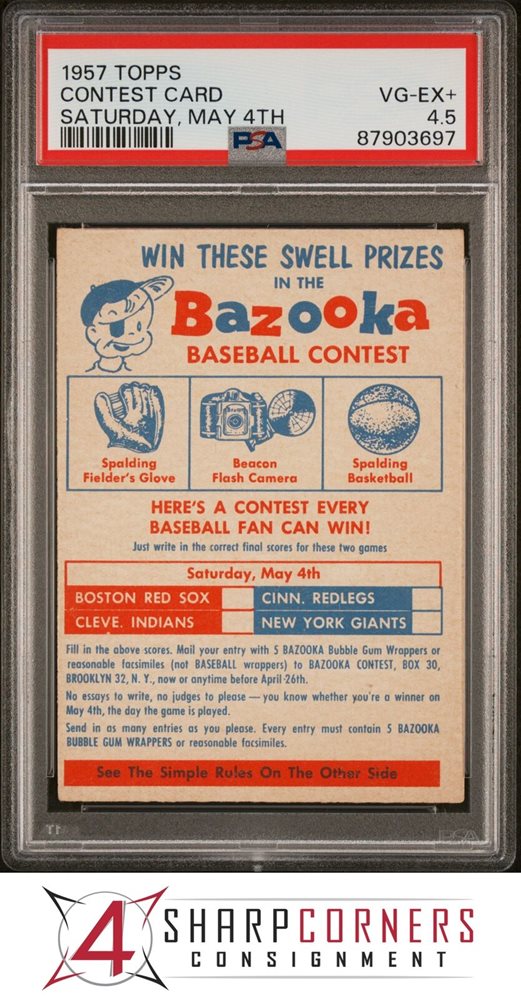 1957 TOPPS
CONTEST CARD VG-EX+
SATURDAY, MAY 4TH 4.5
PSA 87903697
WIN THESE SWELL PRIZES
IN THE
Bazooka
BASEBALL CONTEST
Spalding
Fielder's Glove
Beacon
Flash Camera
Spalding
Basketball
HERE'S A CONTEST EVERY
BASEBALL FAN CAN WIN!
Just write in the correct final scores for these two games
Saturday, May 4th
BOSTON RED SOX CINN. REDLEGS
CLEVE. INDIANS NEW YORK GIANTS
Fill in the above scores. Mail your entry with 5 BAZOOKA Bubble Gum Wrappers or
reasonable facsimiles (not BASEBALL wrappers) to BAZOOKA CONTEST, BOX 30,
BROOKLYN 32, N. Y., now or anytime before April 26th.
No essays to write, no judges to please — you know whether you're a winner on
May 4th, the day the game is played.
Send in as many entries as you please. Every entry must contain 5 BAZOOKA
BUBBLE GUM WRAPPERS or reasonable facsimiles.
See The Simple Rules On The Other Side
PSA
4 SHARPCORNERS
CONSIGNMENT